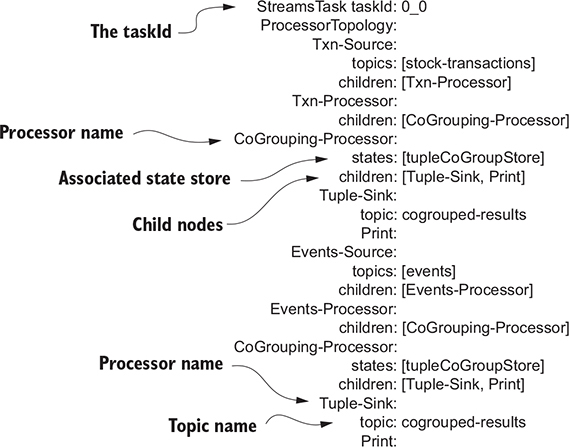 StreamsTask taskId: 0_0
The taskId
ProcessorTopology:
Txn-Source:
topics: [stock-transactions]
children: [Txn-Processor]
Txn-Processor:
children: [CoGrouping-Processor]
Processor name
CoGrouping-Processor:
states: [tupleCoGroupStore]
Associated state store
children: [Tuple-Sink, Print]
Tuple-Sink:
Child nodes
topic: cogrouped-results
Print:
Events-Source:
topics: [events]
children: [Events-Processor]
Events-Processor:
children: [CoGrouping-Processor]
CoGrouping-Processor:
Processor name
states: [tupleCoGroupStore]
children: [Tuple-Sink, Print]
Tuple-Sink:
Topic name
topic: cogrouped-results
Print: